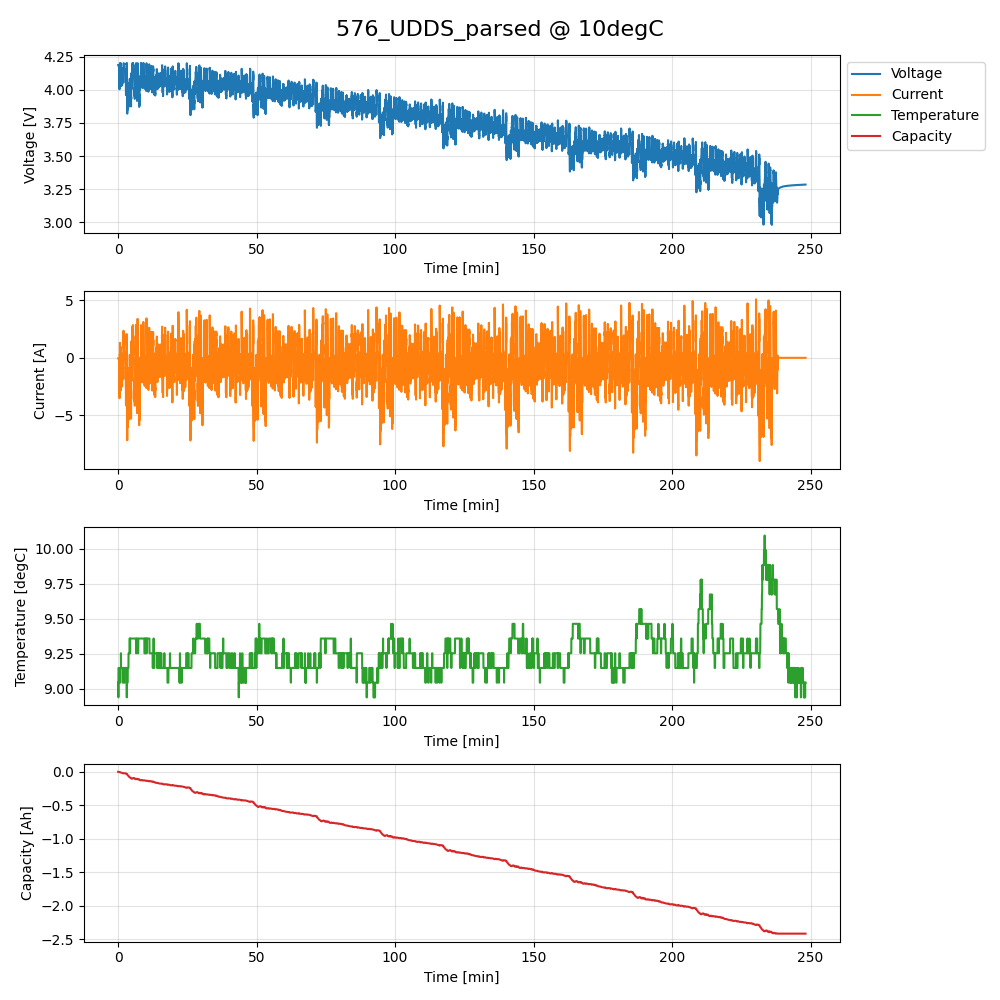 576_UDDS_parsed @ 10degC
Voltage [V]
4.25
4.00
3.75
3.50
3.25
3.00
0 50 100 150 200 250
Time [min]
Voltage
Current
Temperature
Capacity
Current [A]
5
0
−5
0 50 100 150 200 250
Time [min]
Temperature [degC]
10.00
9.75
9.50
9.25
9.00
0 50 100 150 200 250
Time [min]
Capacity [Ah]
0.0
−0.5
−1.0
−1.5
−2.0
−2.5
0 50 100 150 200 250
Time [min]